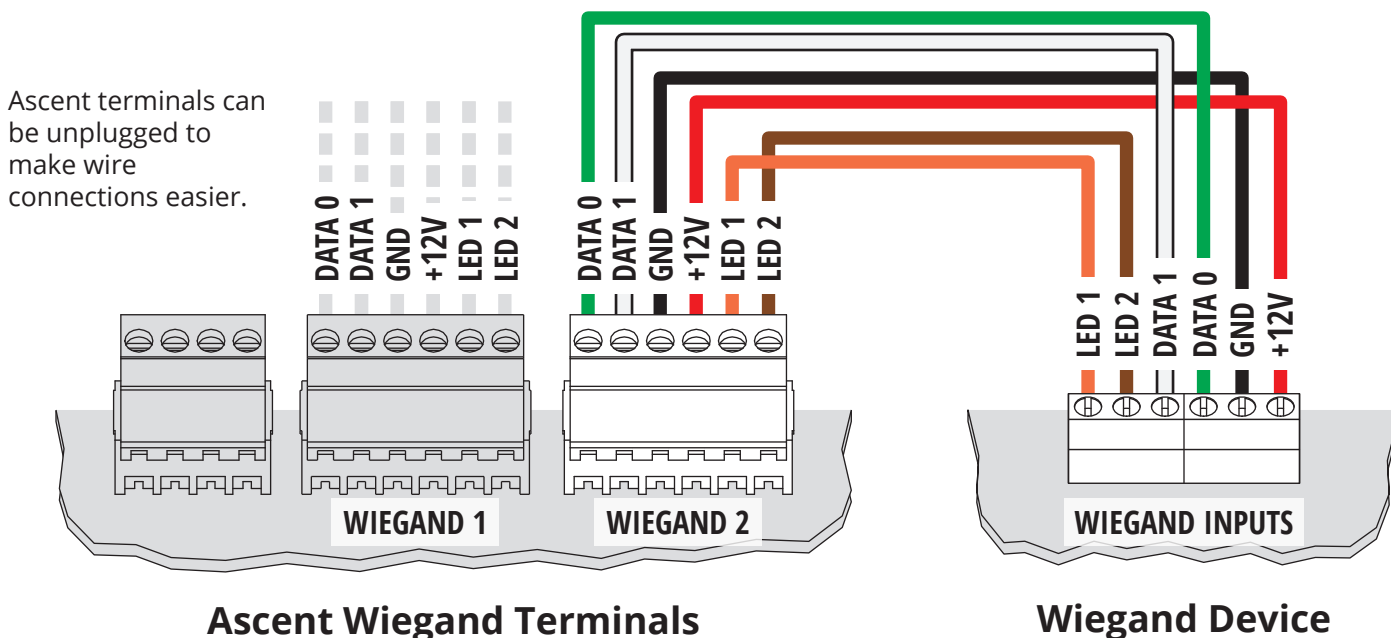 Ascent terminals can
be unplugged to
make wire
connections easier.
DATA 0
DATA 1
GND
+12V
LED 1
LED 2
DATA 0
DATA 1
GND
+12V
LED 1
LED 2
LED 1
LED 2
DATA 1
DATA 0
GND
+12V
WIEGAND 1
WIEGAND 2
WIEGAND INPUTS
Ascent Wiegand Terminals
Wiegand Device